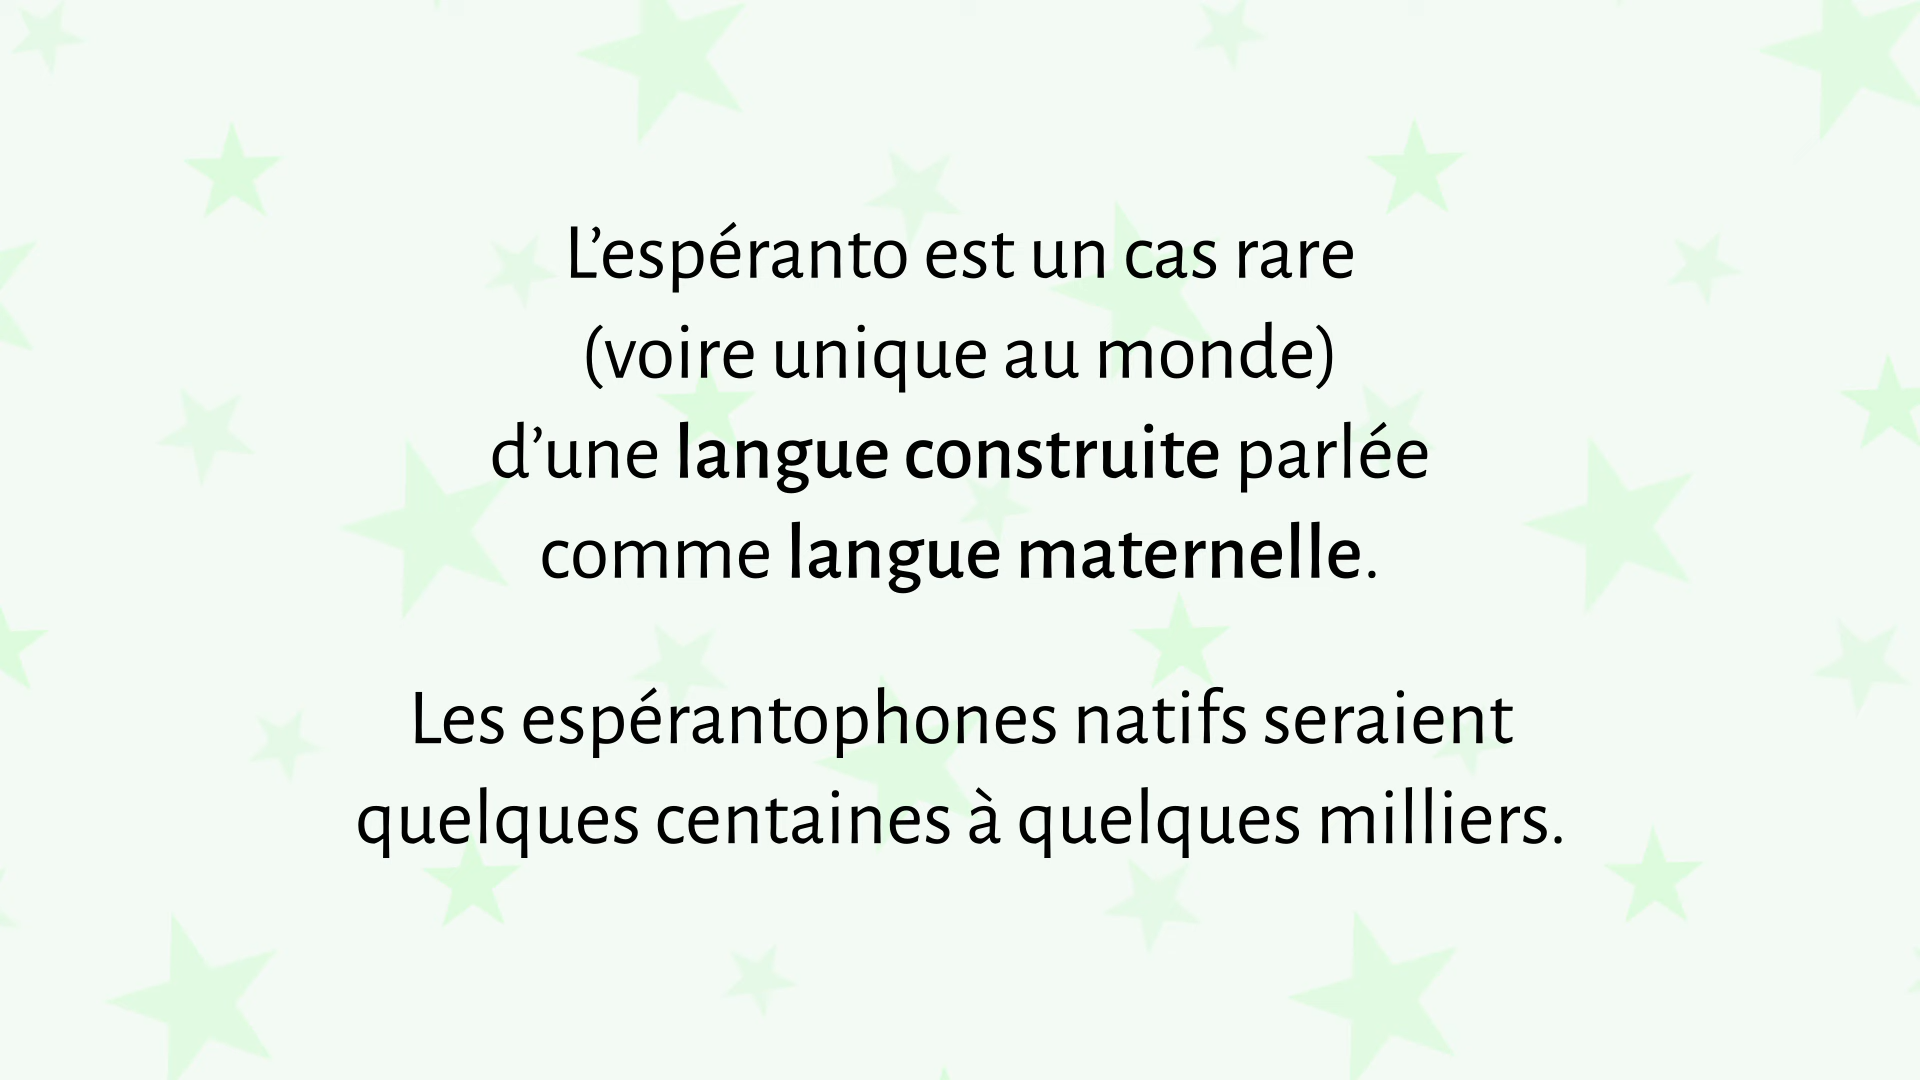 L’espéranto est un cas rare
(voire unique au monde)
d’une langue construite parlée
comme langue maternelle.
Les espérantophones natifs seraient
quelques centaines à quelques milliers.